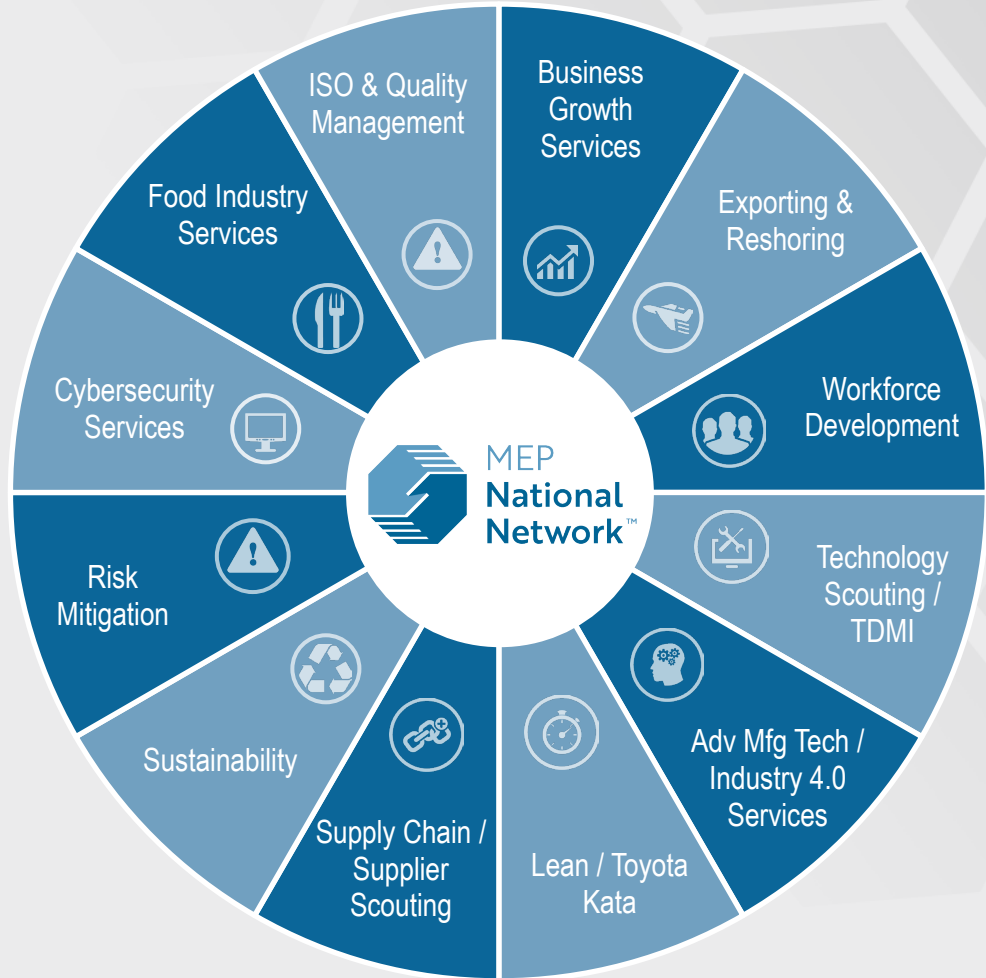 Business
Growth
Services
Exporting &
Reshoring
Workforce
Development
Technology
Scouting /
TDMI
Adv Mfg Tech /
Industry 4.0
Services
Lean / Toyota
Kata
Supply Chain /
Supplier
Scouting
Sustainability
Risk
Mitigation
Cybersecurity
Services
Food Industry
Services
ISO & Quality
Management
MEP
National
Network™